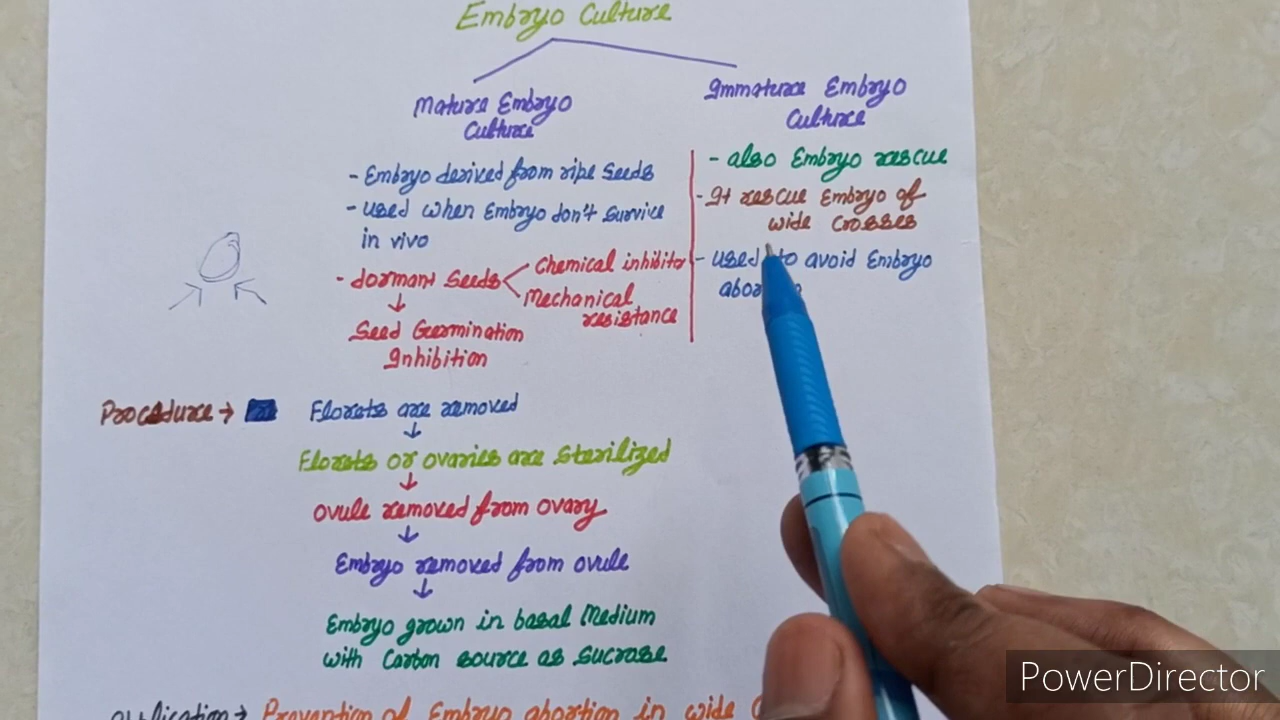 Embryo Culture
Mature Embryo
Culture
- Embryo derived from ripe seeds
- used when Embryo don't survive
in vivo
- dormant seeds
Chemical inhibitor
Mechanical
resistance
Seed Germination
Inhibition
Immature Embryo
Culture
- also Embryo rescue
- It rescue Embryo of
wide crosses
- used to avoid Embryo
Procedure →
Florets are removed
Florets or ovaries are sterilized
Ovule removed from ovary
Embryo removed from ovule
Embryo grown in basal Medium
with Carbon source as sucrase
application → Prevention of Embryo abortion in wide
PowerDirector